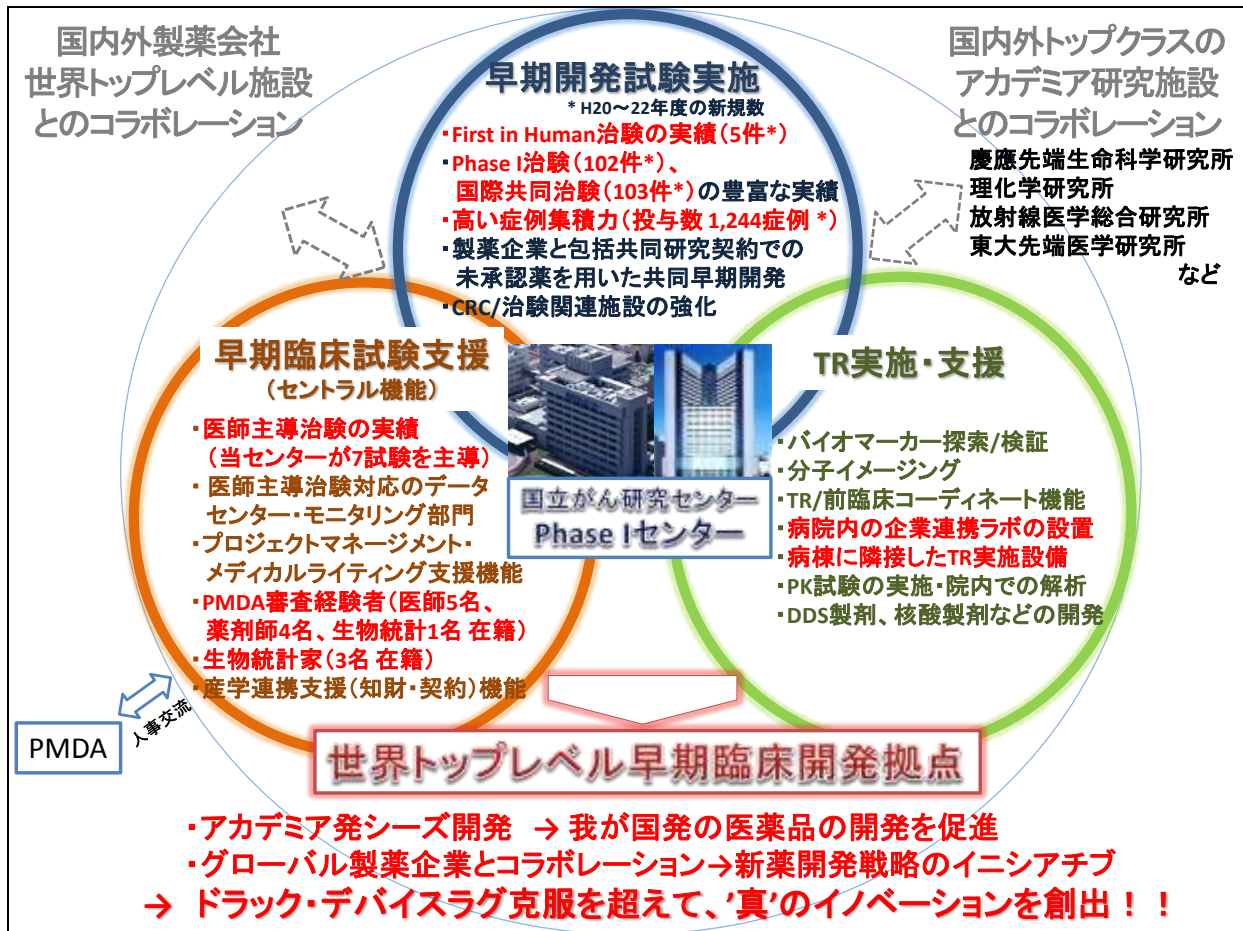 国内外製薬会社
世界トップレベル施設
とのコラボレーション
国内外トップクラスの
アカデミア研究施設
とのコラボレーション
慶應先端生命科学研究所
理化学研究所
放射線医学総合研究所
東大先端医学研究所
など
早期開発試験実施
* H20～22年度の新規数
・First in Human治験の実績（5件*）
・Phase I治験（102件*）、
国際共同治験（103件*）の豊富な実績
・高い症例集積力（投与数 1,244症例 *）
・製薬企業と包括共同研究契約での
未承認薬を用いた共同早期開発
・CRC/治験関連施設の強化
早期臨床試験支援
（セントラル機能）
・医師主導治験の実績
（当センターが7試験を主導）
・医師主導治験対応のデータ
センター・モニタリング部門
・プロジェクトマネージメント・
メディカルライティング支援機能
・PMDA審査経験者（医師5名、
薬剤師4名、生物統計1名 在籍）
・生物統計家（3名 在籍）
・産学連携支援（知財・契約）機能
TR実施・支援
・バイオマーカー探索/検証
・分子イメージング
・TR/前臨床コーディネート機能
・病院内の企業連携ラボの設置
・病棟に隣接したTR実施設備
・PK試験の実施・院内での解析
・DDS製剤、核酸製剤などの開発
国立がん研究センター
Phase Iセンター
人事交流
PMDA
世界トップレベル早期臨床開発拠点
・アカデミア発シーズ開発 → 我が国発の医薬品の開発を促進
・グローバル製薬企業とコラボレーション→新薬開発戦略のイニシアチブ
→ ドラック・デバイスラグ克服を超えて、'真'のイノベーションを創出！！